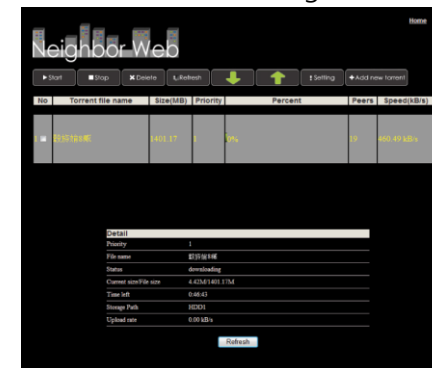 Home
Neighbor Web
Start Stop Delete Refresh Setting Add new torrent
No Torrent file name Size(MB) Priority Percent Peers Speed(kB/s)
1 1401.17 1 0% 19 460.49 kB/s
Detail
Priority 1
File name
Status downloading
Current size/File size 4.42M/1401.17M
Time left 0:46:43
Storage Path HDD1
Upload rate 0.00 kB/s
Refresh